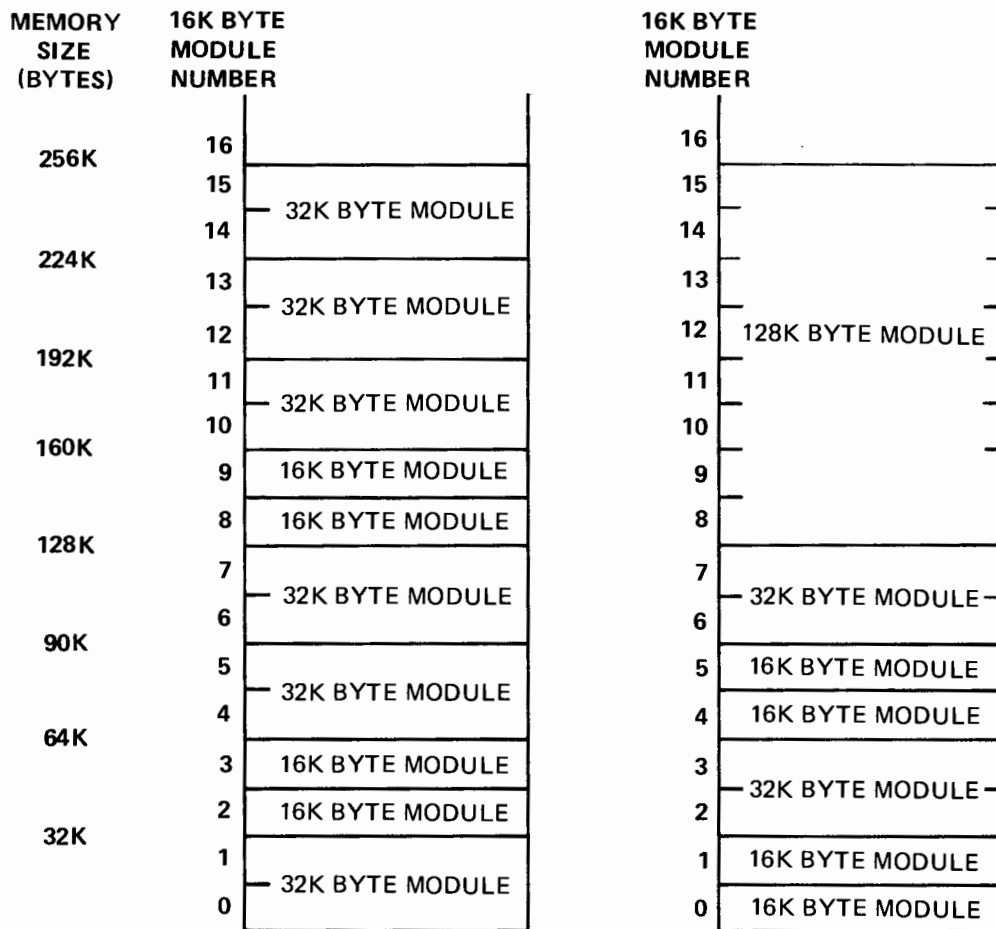 MEMORY SIZE (BYTES) 16K BYTE MODULE NUMBER 16K BYTE MODULE NUMBER
16 16
256K
15 15
32K BYTE MODULE
14 14
224K
13 13
32K BYTE MODULE
12 12 128K BYTE MODULE
192K
11 11
32K BYTE MODULE
10 10
160K
9 16K BYTE MODULE 9
8 16K BYTE MODULE 8
128K
7 7
32K BYTE MODULE 32K BYTE MODULE
6 6
90K
5 5 16K BYTE MODULE
32K BYTE MODULE
4 4 16K BYTE MODULE
64K
3 16K BYTE MODULE 3
32K BYTE MODULE
2 16K BYTE MODULE 2
32K
1 1 16K BYTE MODULE
32K BYTE MODULE
0 0 16K BYTE MODULE